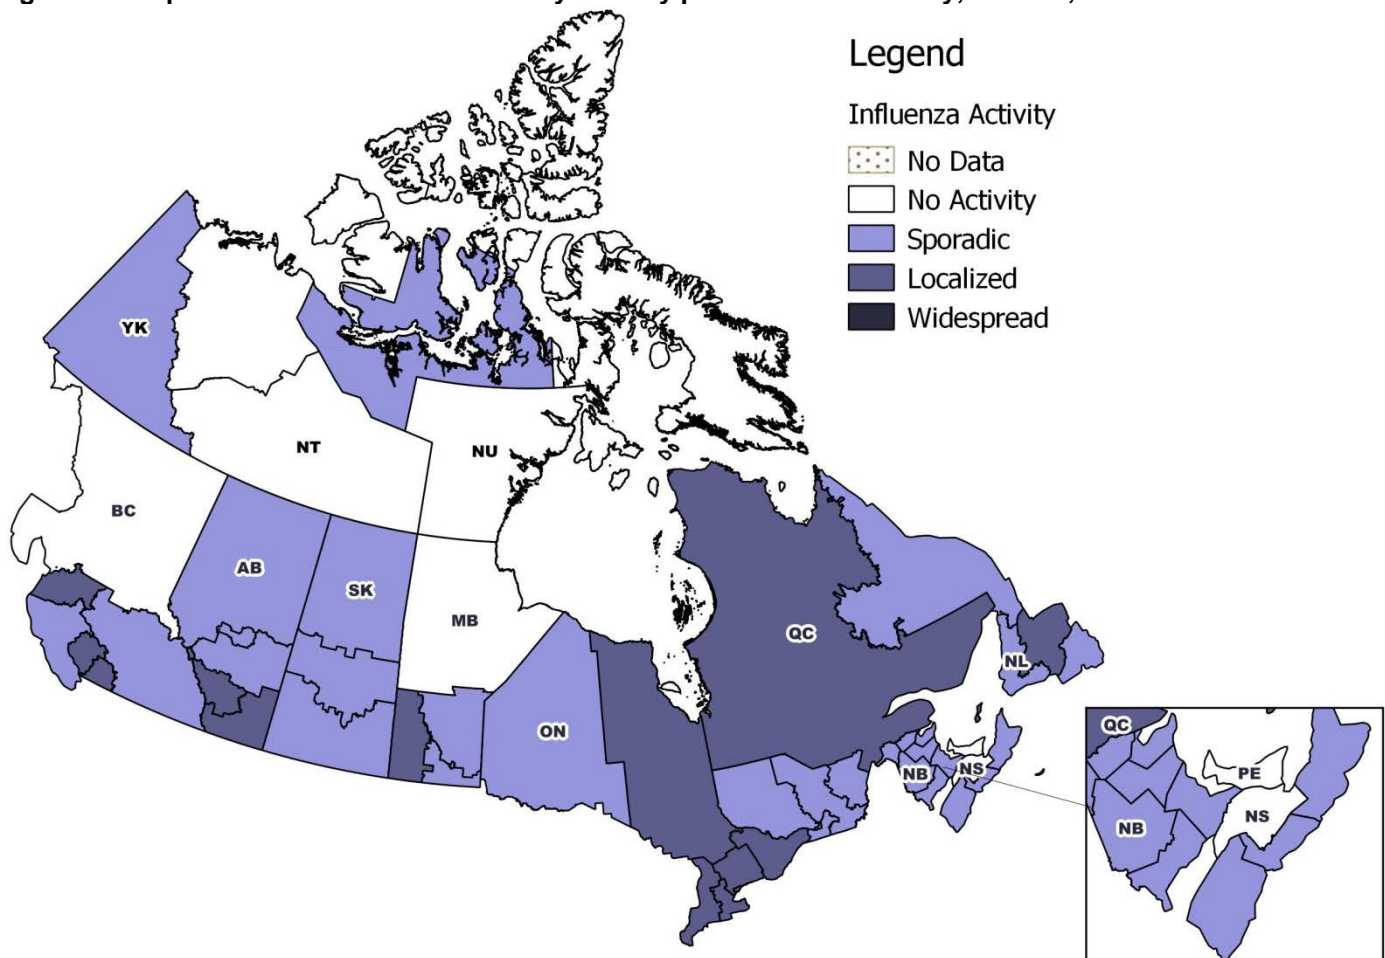 Legend
Influenza Activity
No Data
No Activity
Sporadic
Localized
Widespread
YK
NT
NU
BC
AB
SK
MB
QC
NL
ON
NB
NS
QC
PE
NS
NB